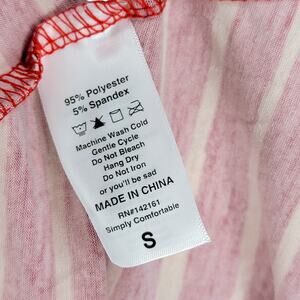 95% Polyester
5% Spandex
Machine Wash Cold
Gentle Cycle
Do Not Bleach
Hang Dry
Do Not Iron
or you'll be sad
MADE IN CHINA
RN#142161
Simply Comfortable
S